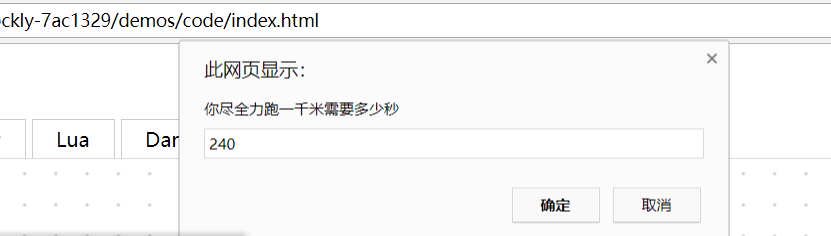 ckly-7ac1329/demos/code/index.html
此网页显示：
你尽全力跑一千米需要多少秒
240
Lua
Dar
确定
取消